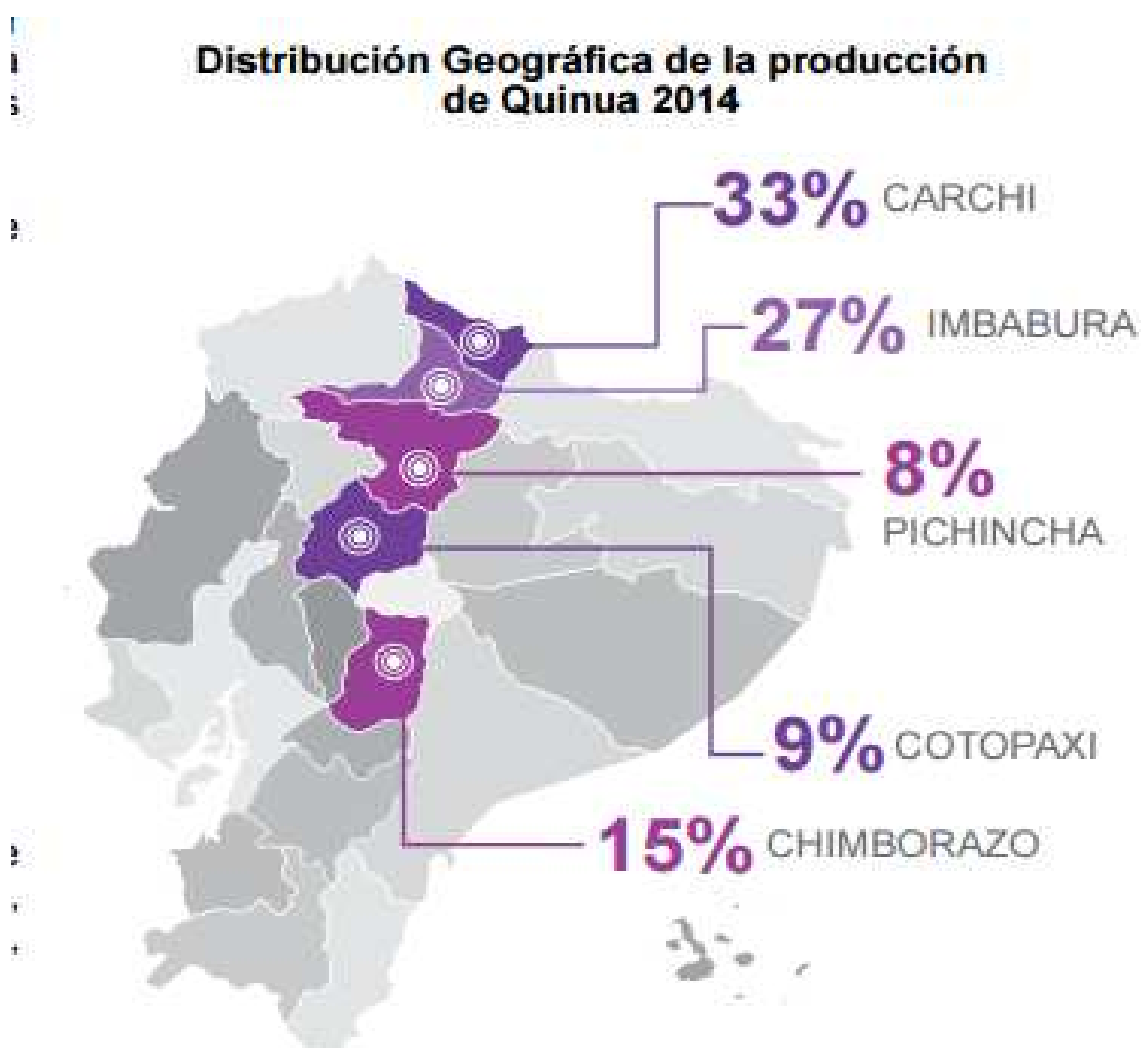 Distribución Geográfica de la producción
de Quinua 2014
33% CARCHI
27% IMBABURA
8%
PICHINCHA
9% COTOPAXI
15% CHIMBORAZO